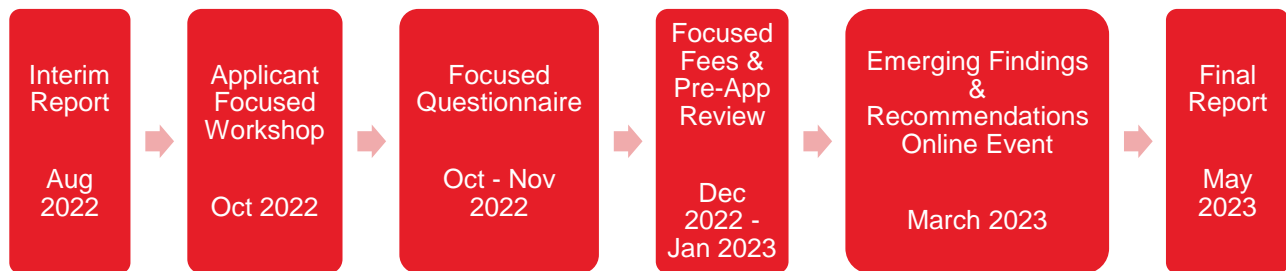 Interim
Report
Aug
2022
Applicant
Focused
Workshop
Oct 2022
Focused
Questionnaire
Oct - Nov
2022
Focused
Fees &
Pre-App
Review
Dec
2022 -
Jan 2023
Emerging Findings
&
Recommendations
Online Event
March 2023
Final
Report
May
2023